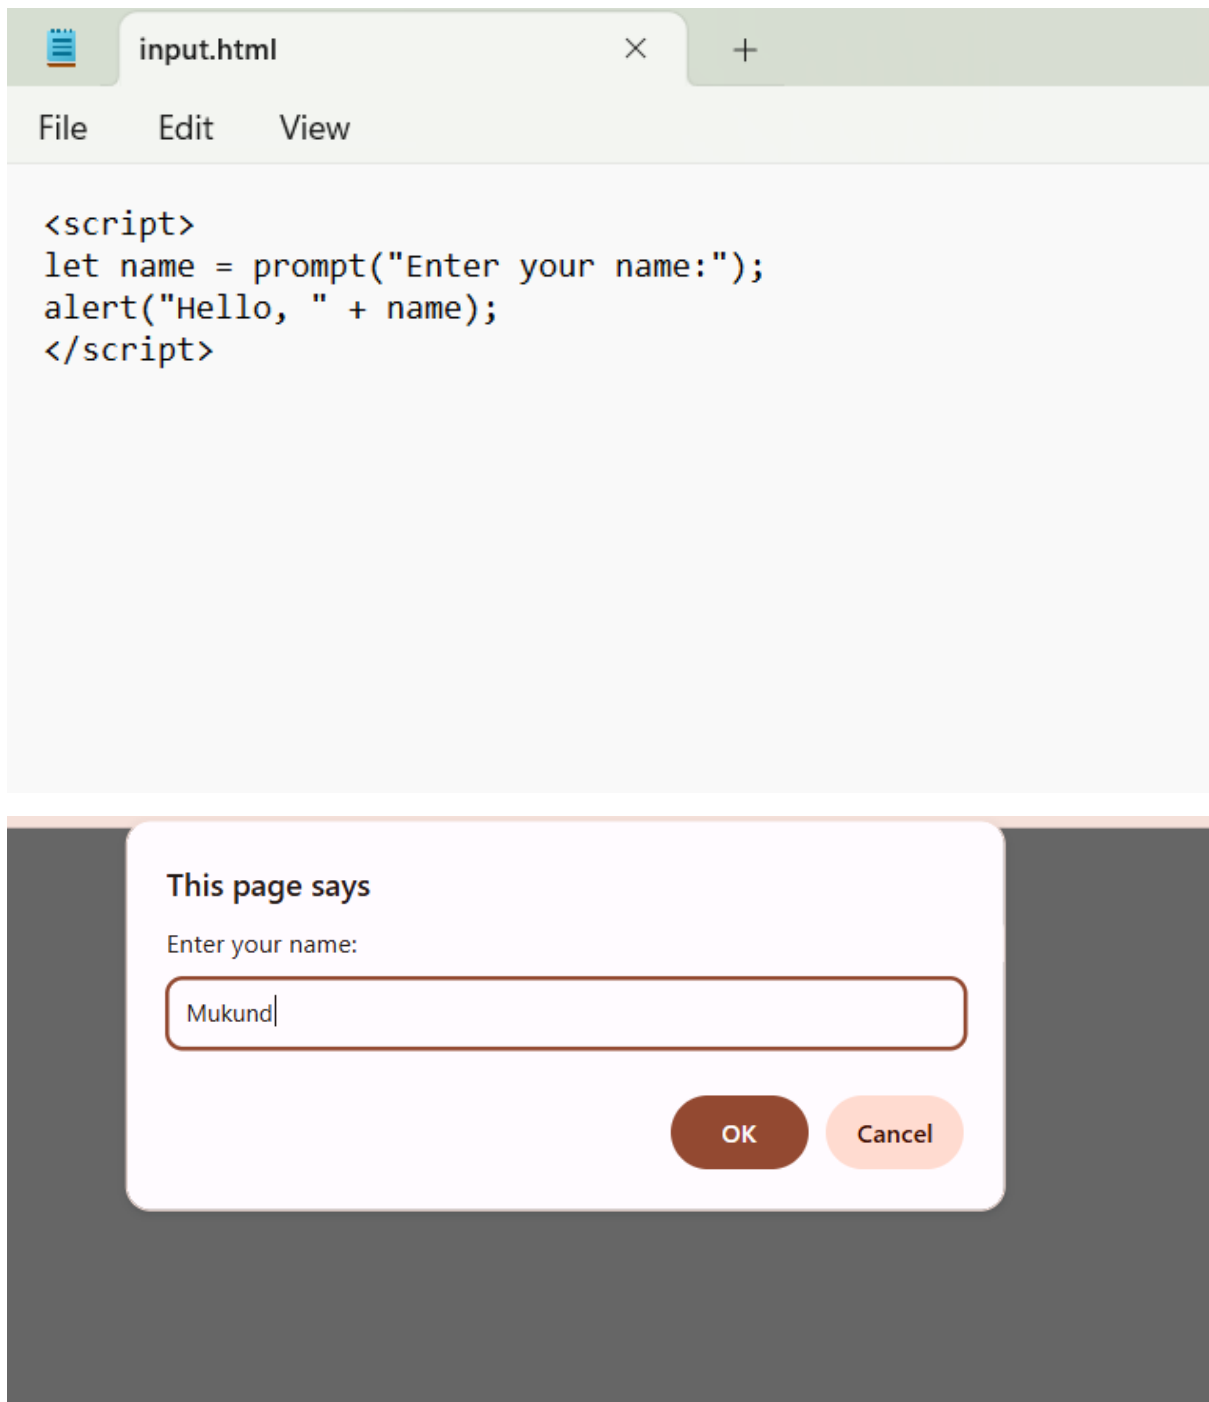 input.html
File Edit View
<script>
let name = prompt("Enter your name:");
alert("Hello, " + name);
</script>
This page says
Enter your name:
Mukund
OK Cancel